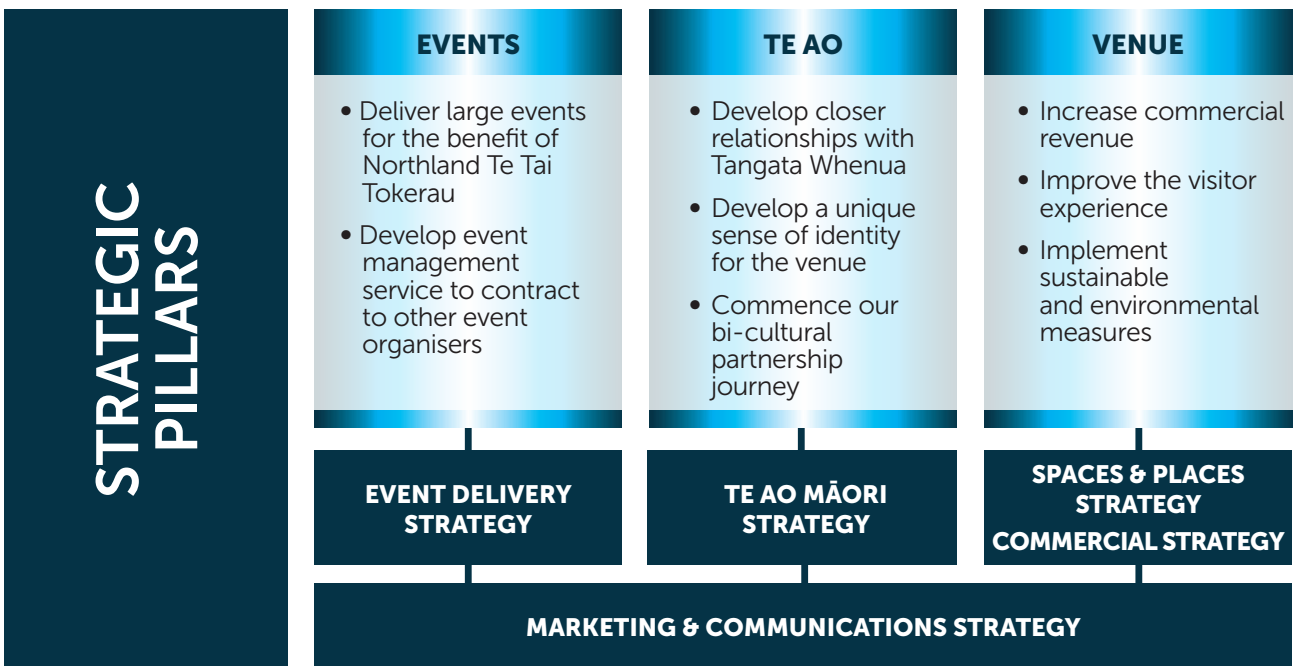 STRATEGIC
PILLARS
EVENTS
• Deliver large events
for the benefit of
Northland Te Tai
Tokerau
• Develop event
management
service to contract
to other event
organisers
EVENT DELIVERY
STRATEGY
TE AO
• Develop closer
relationships with
Tangata Whenua
• Develop a unique
sense of identity
for the venue
• Commence our
bi-cultural
partnership
journey
TE AO MĀORI
STRATEGY
VENUE
• Increase commercial
revenue
• Improve the visitor
experience
• Implement
sustainable
and environmental
measures
SPACES & PLACES
STRATEGY
COMMERCIAL STRATEGY
MARKETING & COMMUNICATIONS STRATEGY